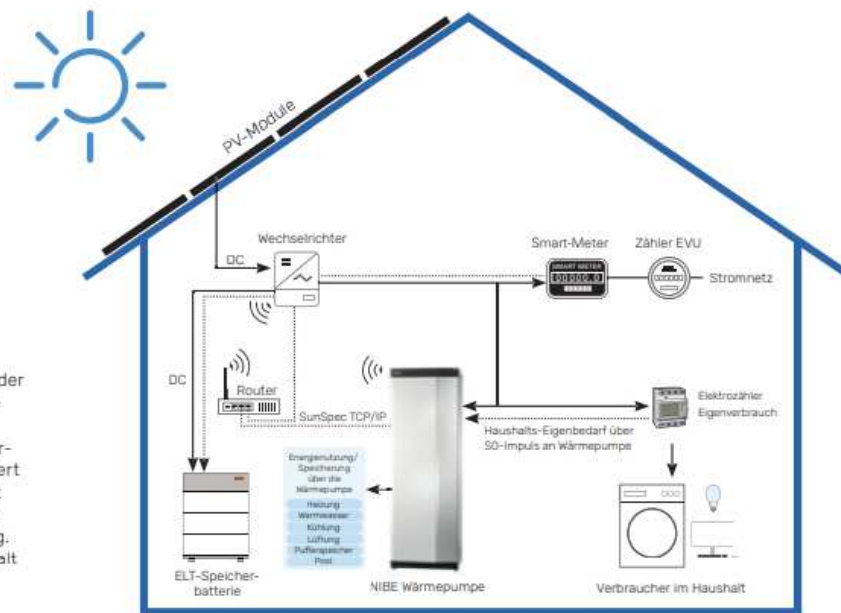 PV-Module
Wechselrichter
DC
Smart-Meter
Zähler EVU
SMART METER
Stromnetz
DC
Router
SunSpec TCP/IP
Elektrozähler
Eigenverbrauch
Haushalts-Eigenbedarf über
S0-Impuls an Wärmepumpe
Energienutzung/
Speicherung
über die
Wärmepumpe
Heizung
Warmwasser
Kühlung
Lüftung
Pufferspeicher
Pool
ELT-Speicher-
batterie
NIBE Wärmepumpe
Verbraucher im Haushalt
der
ert
g.
alt